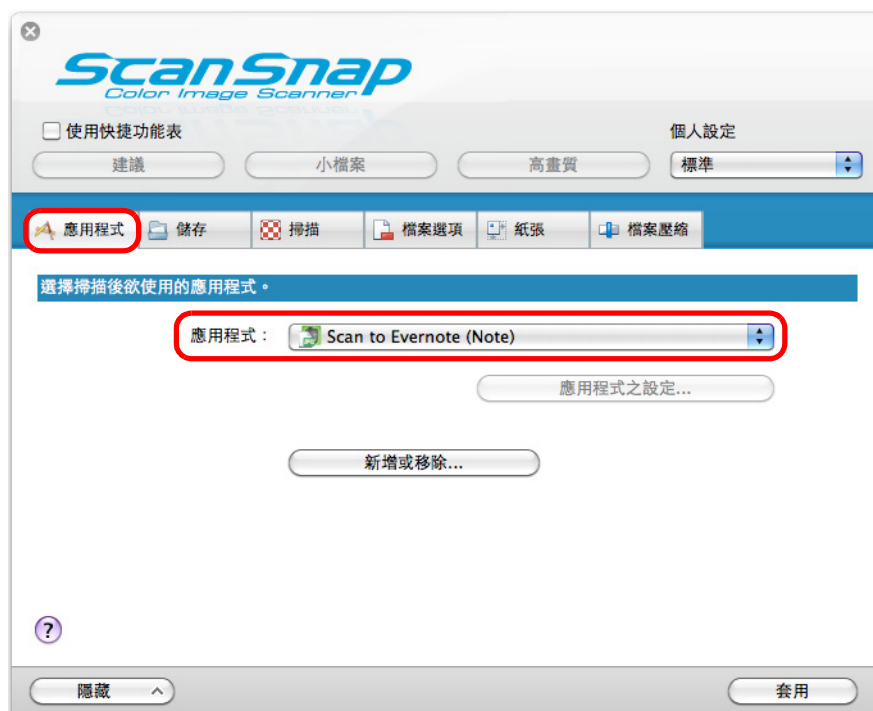 ScanSnap
Color Image Scanner
使用快捷功能表
個人設定
建議
小檔案
高畫質
標準
應用程式
儲存
掃描
檔案選項
紙張
檔案壓縮
選擇掃描後欲使用的應用程式。
應用程式： Scan to Evernote (Note)
應用程式之設定...
新增或移除...
?
隱藏
套用